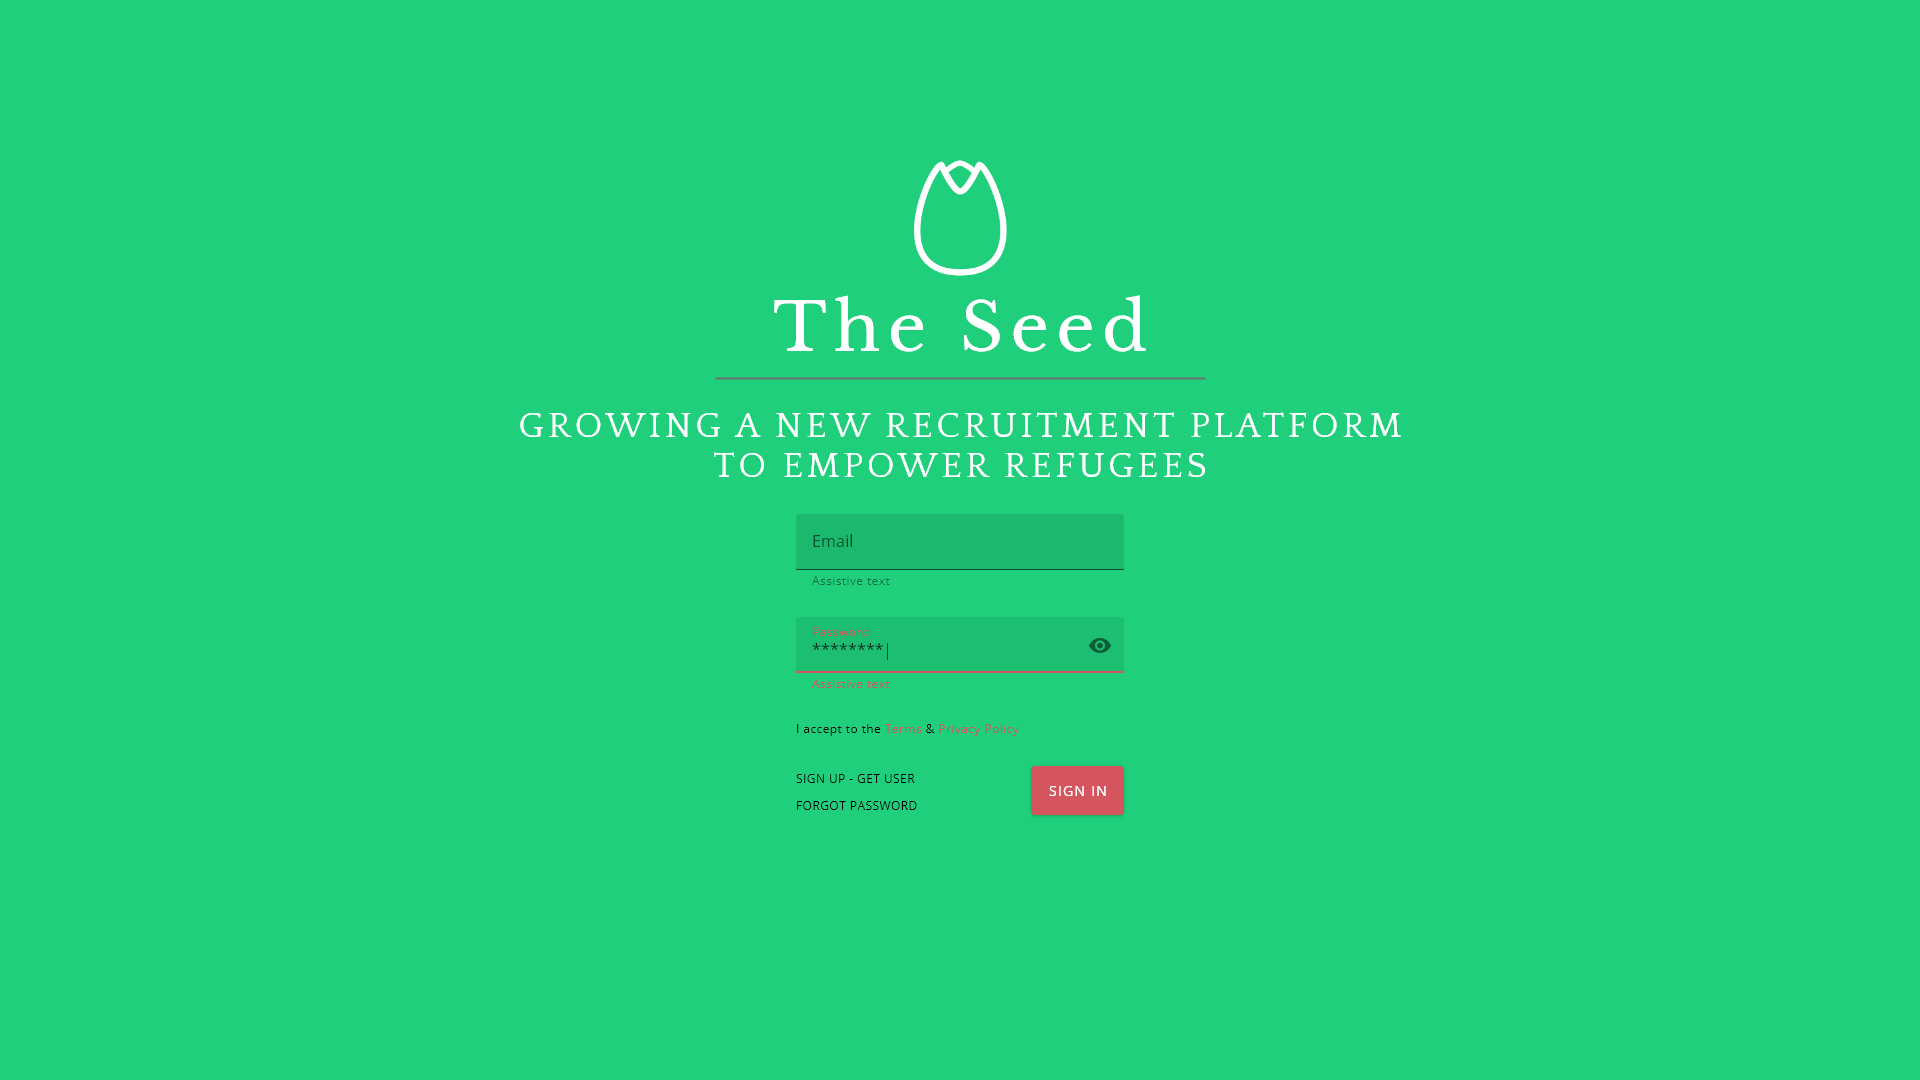 The Seed
GROWING A NEW RECRUITMENT PLATFORM
TO EMPOWER REFUGEES
Email
Assistive text
Password
********
Assistive text
I accept to the Terms & Privacy Policy
SIGN UP - GET USER
SIGN IN
FORGOT PASSWORD